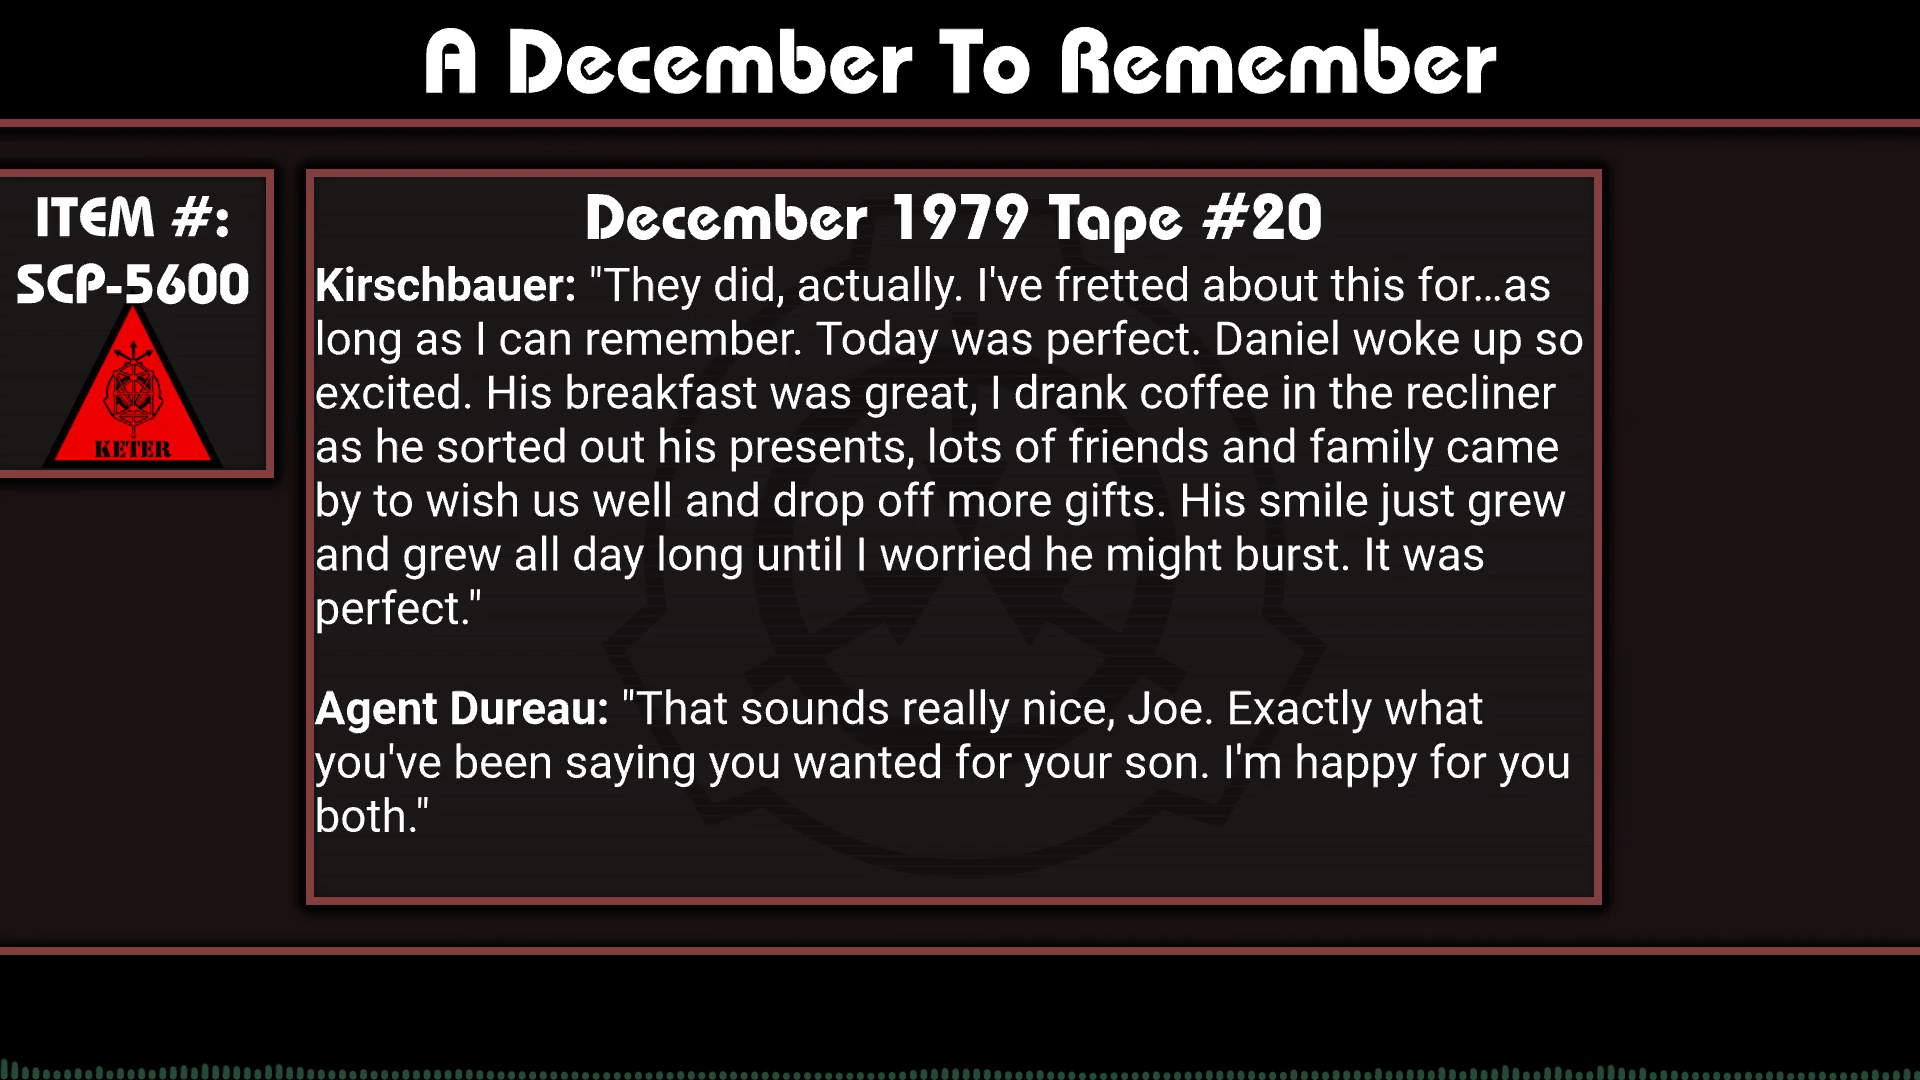 A December To Remember
ITEM #:
SCP-5600
KETER
December 1979 Tape #20
Kirschbauer: "They did, actually. I've fretted about this for...as
long as I can remember. Today was perfect. Daniel woke up so
excited. His breakfast was great, I drank coffee in the recliner
as he sorted out his presents, lots of friends and family came
by to wish us well and drop off more gifts. His smile just grew
and grew all day long until I worried he might burst. It was
perfect."
Agent Dureau: "That sounds really nice, Joe. Exactly what
you've been saying you wanted for your son. I'm happy for you
both."